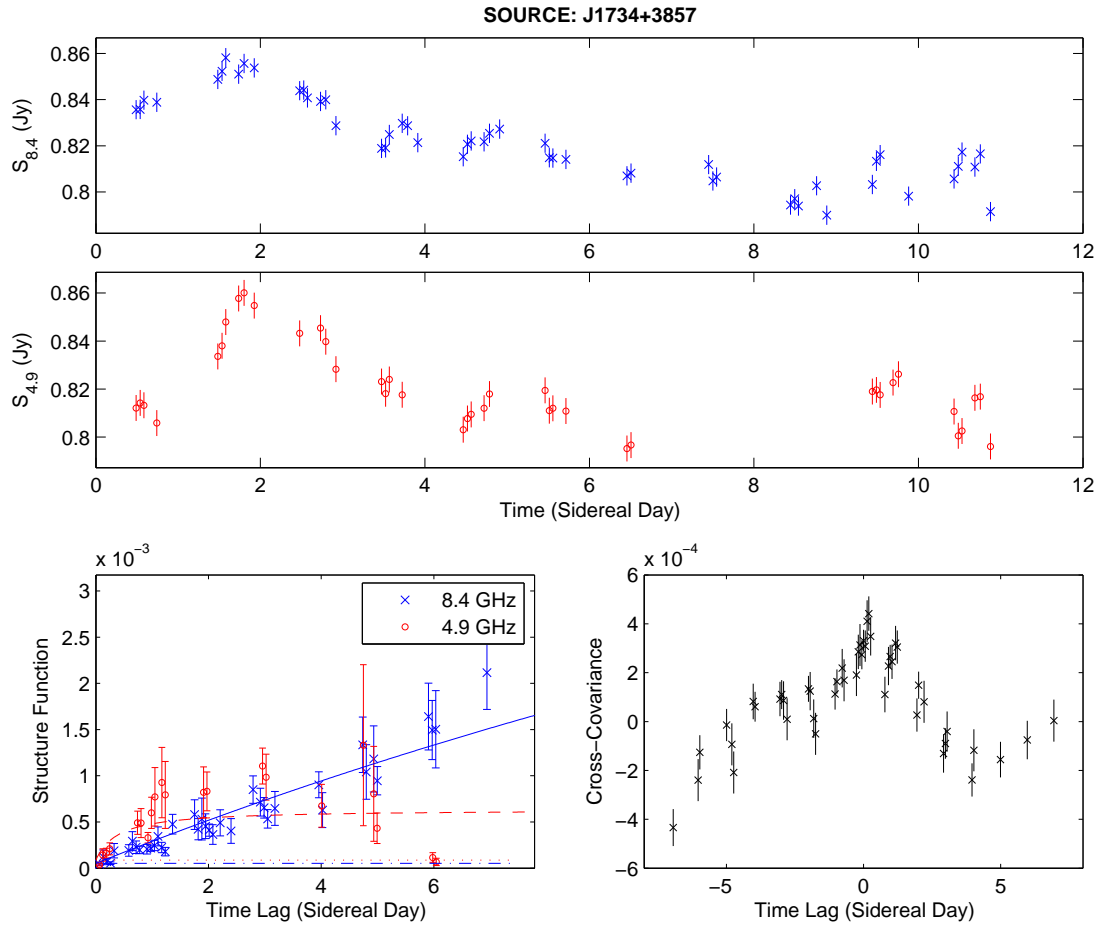 SOURCE: J1734+3857
S8.4 (Jy)
0.86
0.84
0.82
0.8
0 2 4 6 8 10 12
S4.9 (Jy)
0.86
0.84
0.82
0.8
0 2 4 6 8 10 12
Time (Sidereal Day)
x 10−3
Structure Function
3
2.5
2
1.5
1
0.5
0
0 2 4 6
Time Lag (Sidereal Day)
8.4 GHz
4.9 GHz
x 10−4
Cross−Covariance
6
4
2
0
−2
−4
−6
−5 0 5
Time Lag (Sidereal Day)